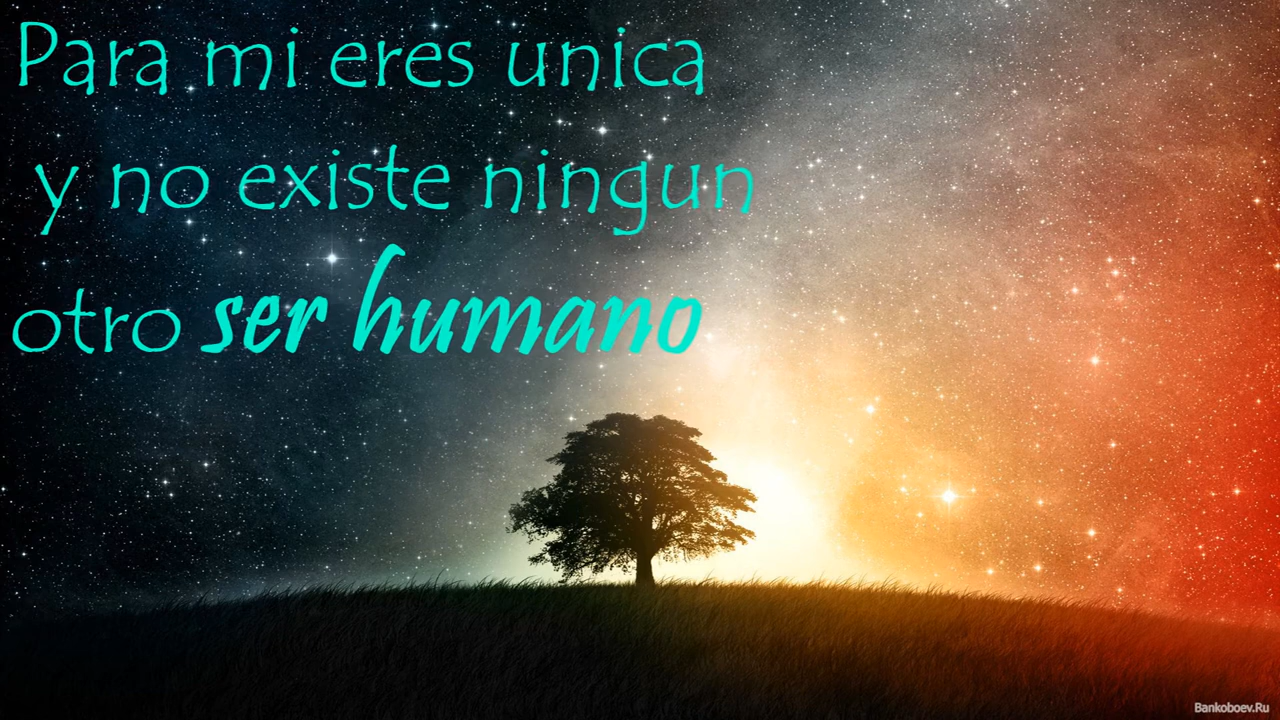 Para mi eres unica
y no existe ningun
otro ser humano
Bankoboev.Ru